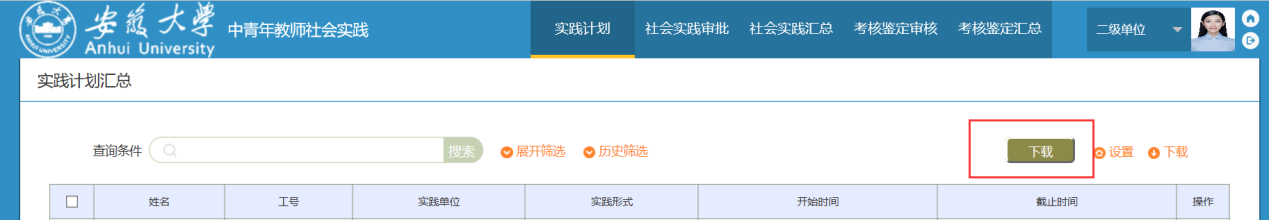 安徽大学 中青年教师社会实践 实践计划 社会实践审批 社会实践汇总 考核鉴定审核 考核鉴定汇总 二级单位
Anhui University
实践计划汇总
查询条件 搜索 展开筛选 历史筛选 下载 设置 下载
姓名 工号 实践单位 实践形式 开始时间 截止时间 操作